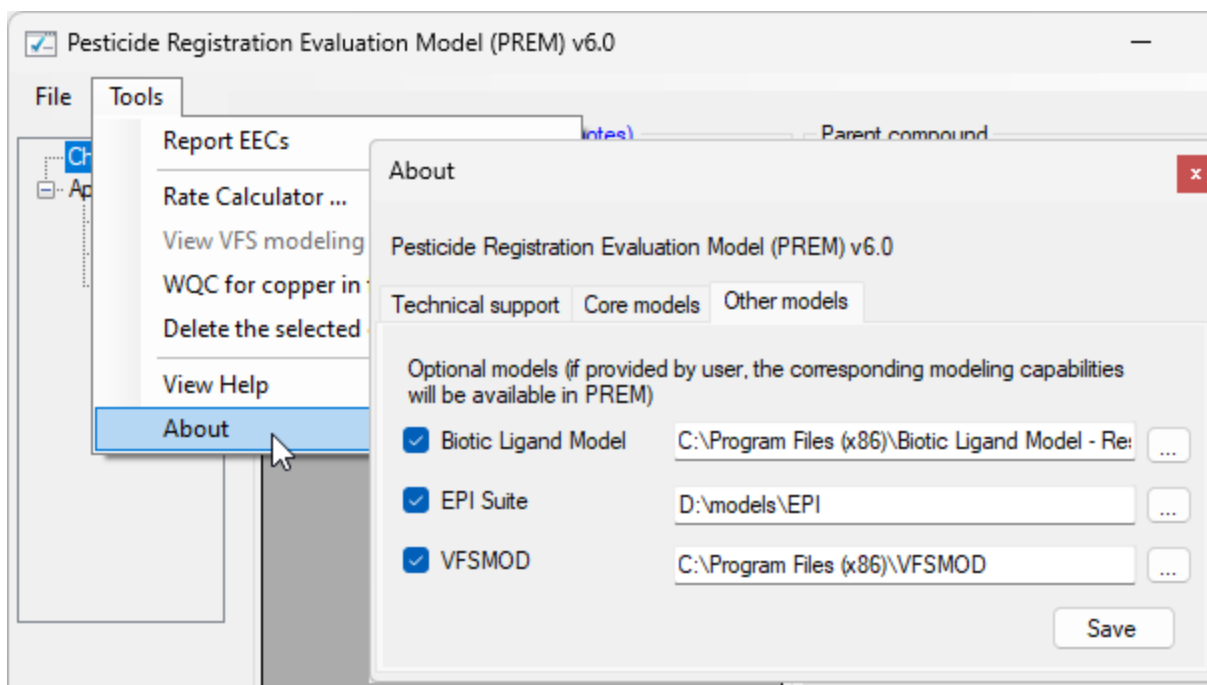 Pesticide Registration Evaluation Model (PREM) v6.0
File Tools
Report EECs
Parent compound
Rate Calculator ...
View VFS modeling
WQC for copper in
Delete the selected
View Help
About
About
x
Pesticide Registration Evaluation Model (PREM) v6.0
Technical support Core models Other models
Optional models (if provided by user, the corresponding modeling capabilities
will be available in PREM)
Biotic Ligand Model C:\Program Files (x86)\Biotic Ligand Model - Res
...
EPI Suite D:\models\EPI
...
VFSMOD C:\Program Files (x86)\VFSMOD
...
Save